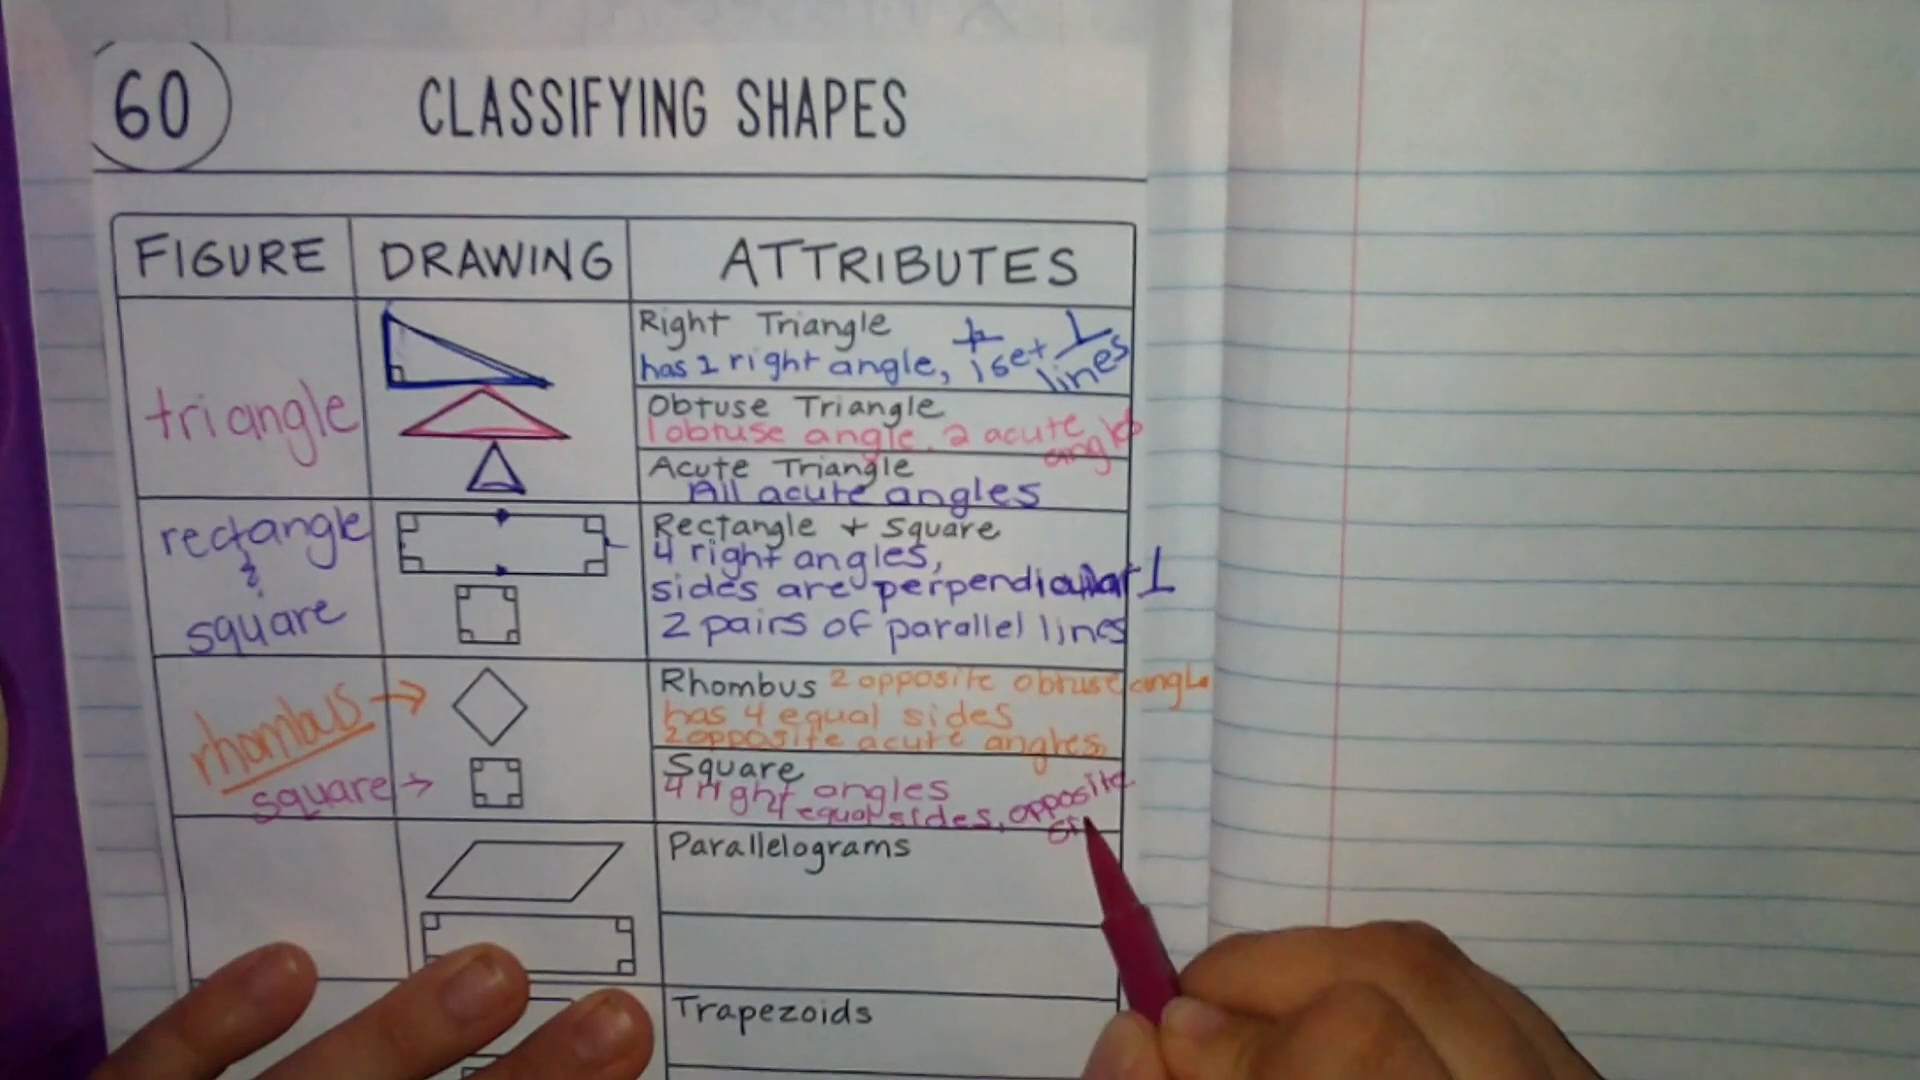 60
CLASSIFYING SHAPES
FIGURE DRAWING ATTRIBUTES
triangle
Right Triangle
has 1 right angle, 1 set ⊥
lines
Obtuse Triangle
1 obtuse angle, 2 acute
angles
Acute Triangle
All acute angles
rectangle
&
square
Rectangle + Square
4 right angles,
sides are perpendicular ⊥
2 pairs of parallel lines
rhombus →
Rhombus 2 opposite obtuse angle
has 4 equal sides
2 opposite acute angles
square →
Square
4 right angles
4 equal sides, opposite
Parallelograms
Trapezoids